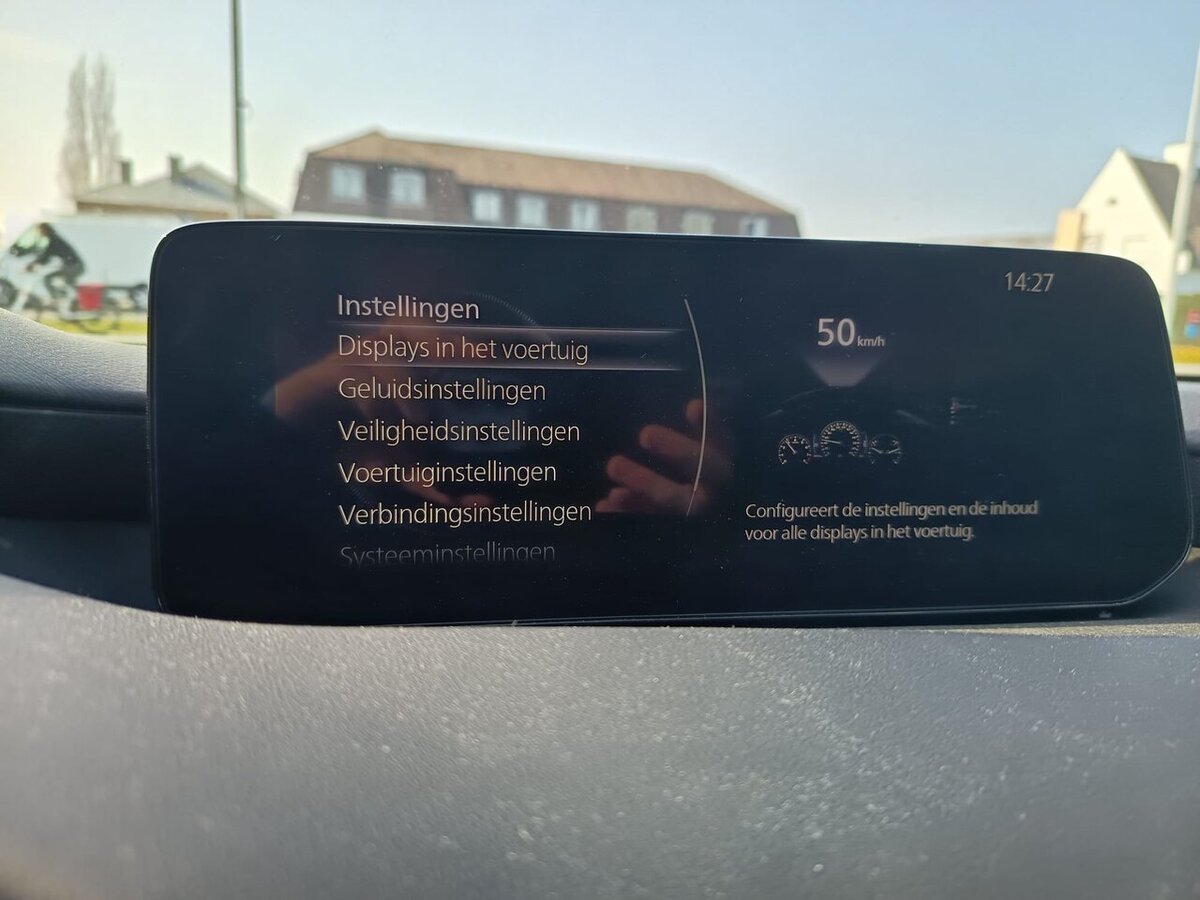 14:27
Instellingen
Displays in het voertuig
Geluidsinstellingen
Veiligheidsinstellingen
Voertuiginstellingen
Verbindingsinstellingen
Systeeminstellingen
50 km/h
Configureert de instellingen en de inhoud
voor alle displays in het voertuig.